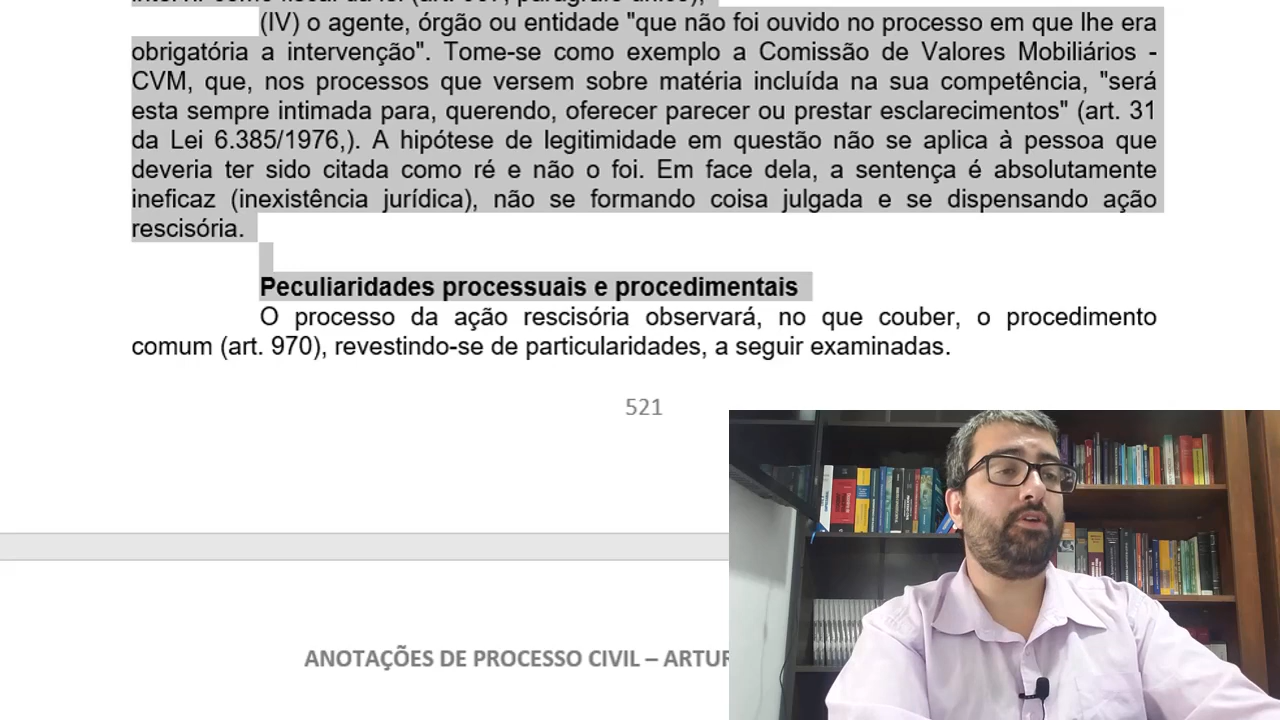 (IV) o agente, órgão ou entidade "que não foi ouvido no processo em que lhe era
obrigatória a intervenção". Tome-se como exemplo a Comissão de Valores Mobiliários -
CVM, que, nos processos que versem sobre matéria incluída na sua competência, "será
esta sempre intimada para, querendo, oferecer parecer ou prestar esclarecimentos" (art. 31
da Lei 6.385/1976,). A hipótese de legitimidade em questão não se aplica à pessoa que
deveria ter sido citada como ré e não o foi. Em face dela, a sentença é absolutamente
ineficaz (inexistência jurídica), não se formando coisa julgada e se dispensando ação
rescisória.
Peculiaridades processuais e procedimentais
O processo da ação rescisória observará, no que couber, o procedimento
comum (art. 970), revestindo-se de particularidades, a seguir examinadas.
521
ANOTAÇÕES DE PROCESSO CIVIL – ARTUR